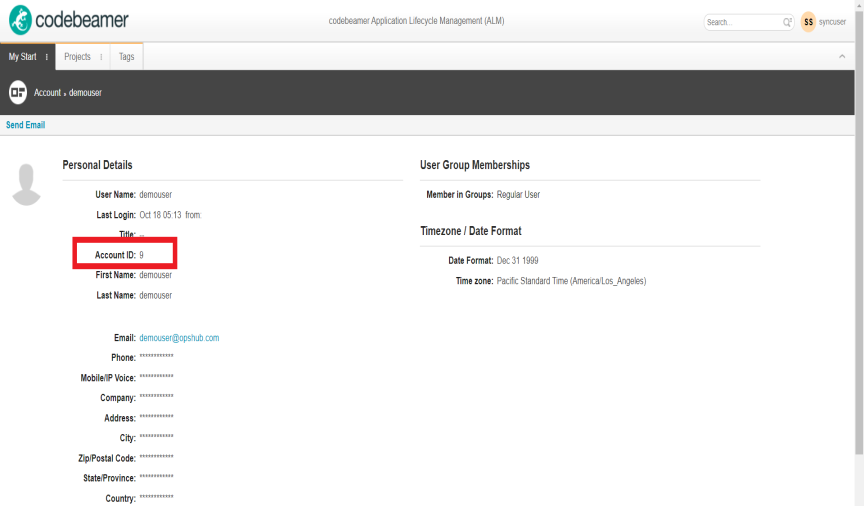 codebeamer
codebeamer Application Lifecycle Management (ALM)
Search...
SS syncuser
My Start
Projects
Tags
Account
demouser
Send Email
Personal Details
User Name: demouser
Last Login: Oct 18 05:13 from:
Title: --
Account ID: 9
First Name: demouser
Last Name: demouser
Email: demouser@opshub.com
Phone: ************
Mobile/IP Voice: ************
Company: ************
Address: ************
City: ************
Zip/Postal Code: ************
State/Province: ************
Country: ************
User Group Memberships
Member in Groups: Regular User
Timezone / Date Format
Date Format: Dec 31 1999
Time zone: Pacific Standard Time (America/Los_Angeles)